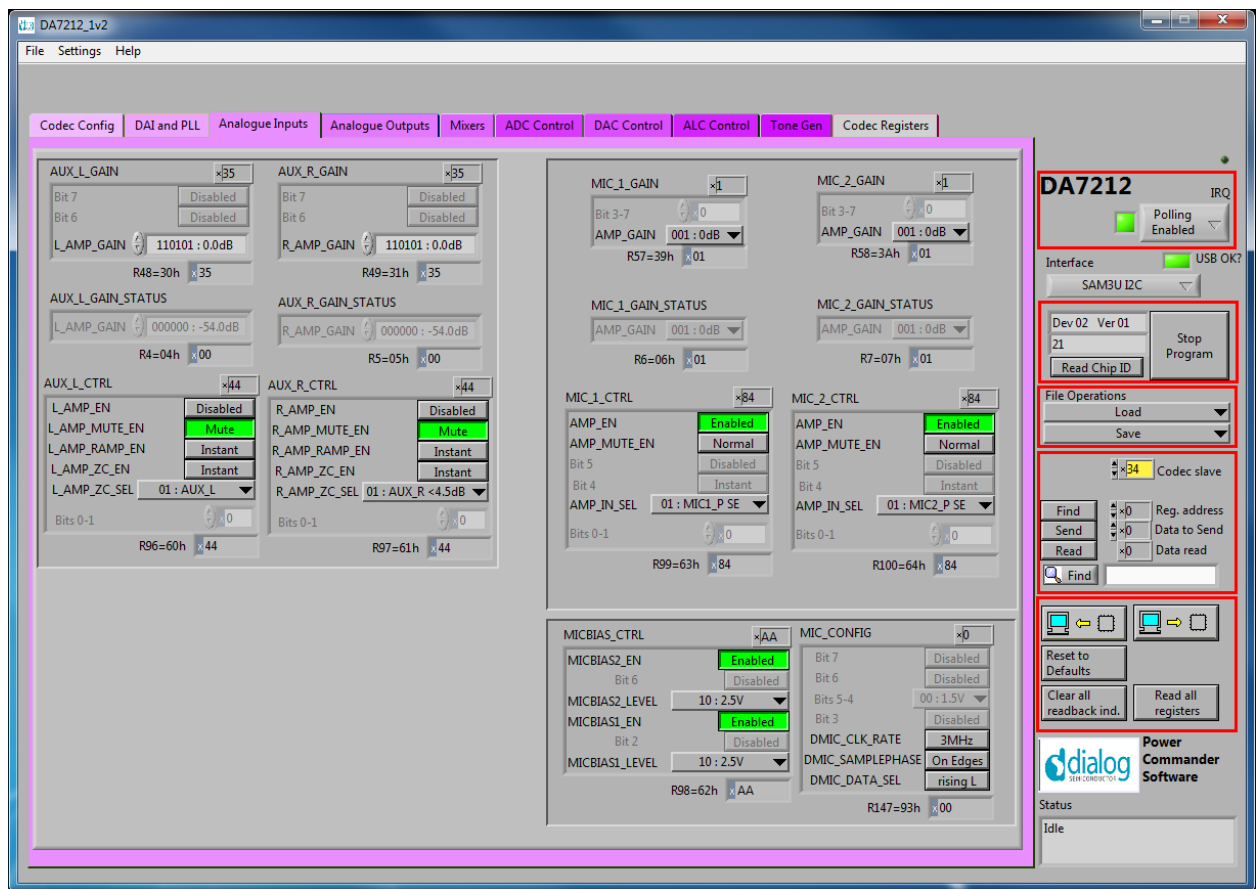 DA7212_1v2
File Settings Help
Codec Config DAI and PLL Analogue Inputs Analogue Outputs Mixers ADC Control DAC Control ALC Control Tone Gen Codec Registers
AUX_L_GAIN x35
Bit 7 Disabled
Bit 6 Disabled
L_AMP_GAIN 110101 : 0.0dB
R48=30h x35
AUX_L_GAIN_STATUS
L_AMP_GAIN 000000 : -54.0dB
R4=04h x00
AUX_L_CTRL x44
L_AMP_EN Disabled
L_AMP_MUTE_EN Mute
L_AMP_RAMP_EN Instant
L_AMP_ZC_EN Instant
L_AMP_ZC_SEL 01 : AUX_L
Bits 0-1 x0
R96=60h x44
AUX_R_GAIN x35
Bit 7 Disabled
Bit 6 Disabled
R_AMP_GAIN 110101 : 0.0dB
R49=31h x35
AUX_R_GAIN_STATUS
R_AMP_GAIN 000000 : -54.0dB
R5=05h x00
AUX_R_CTRL x44
R_AMP_EN Disabled
R_AMP_MUTE_EN Mute
R_AMP_RAMP_EN Instant
R_AMP_ZC_EN Instant
R_AMP_ZC_SEL 01 : AUX_R <4.5dB
Bits 0-1 x0
R97=61h x44
MIC_1_GAIN x1
Bit 3-7 x0
AMP_GAIN 001 : 0dB
R57=39h x01
MIC_1_GAIN_STATUS
AMP_GAIN 001 : 0dB
R6=06h x01
MIC_1_CTRL x84
AMP_EN Enabled
AMP_MUTE_EN Normal
Bit 5 Disabled
Bit 4 Instant
AMP_IN_SEL 01 : MIC1_P SE
Bits 0-1 x0
R99=63h x84
MIC_2_GAIN x1
Bit 3-7 x0
AMP_GAIN 001 : 0dB
R58=3Ah x01
MIC_2_GAIN_STATUS
AMP_GAIN 001 : 0dB
R7=07h x01
MIC_2_CTRL x84
AMP_EN Enabled
AMP_MUTE_EN Normal
Bit 5 Disabled
Bit 4 Instant
AMP_IN_SEL 01 : MIC2_P SE
Bits 0-1 x0
R100=64h x84
MICBIAS_CTRL xAA
MICBIAS2_EN Enabled
Bit 6 Disabled
MICBIAS2_LEVEL 10 : 2.5V
MICBIAS1_EN Enabled
Bit 2 Disabled
MICBIAS1_LEVEL 10 : 2.5V
R98=62h xAA
MIC_CONFIG x0
Bit 7 Disabled
Bit 6 Disabled
Bits 5-4 00 : 1.5V
Bit 3 Disabled
DMIC_CLK_RATE 3MHz
DMIC_SAMPLEPHASE On Edges
DMIC_DATA_SEL rising L
R147=93h x00
DA7212 IRQ
Polling
Enabled
Interface USB OK?
SAM3U I2C
Dev 02 Ver 01
21
Read Chip ID
Stop
Program
File Operations
Load
Save
x34 Codec slave
Find x0 Reg. address
Send x0 Data to Send
Read x0 Data read
Find
Reset to
Defaults
Clear all
readback ind.
Read all
registers
dialog
SEMICONDUCTOR
Power
Commander
Software
Status
Idle